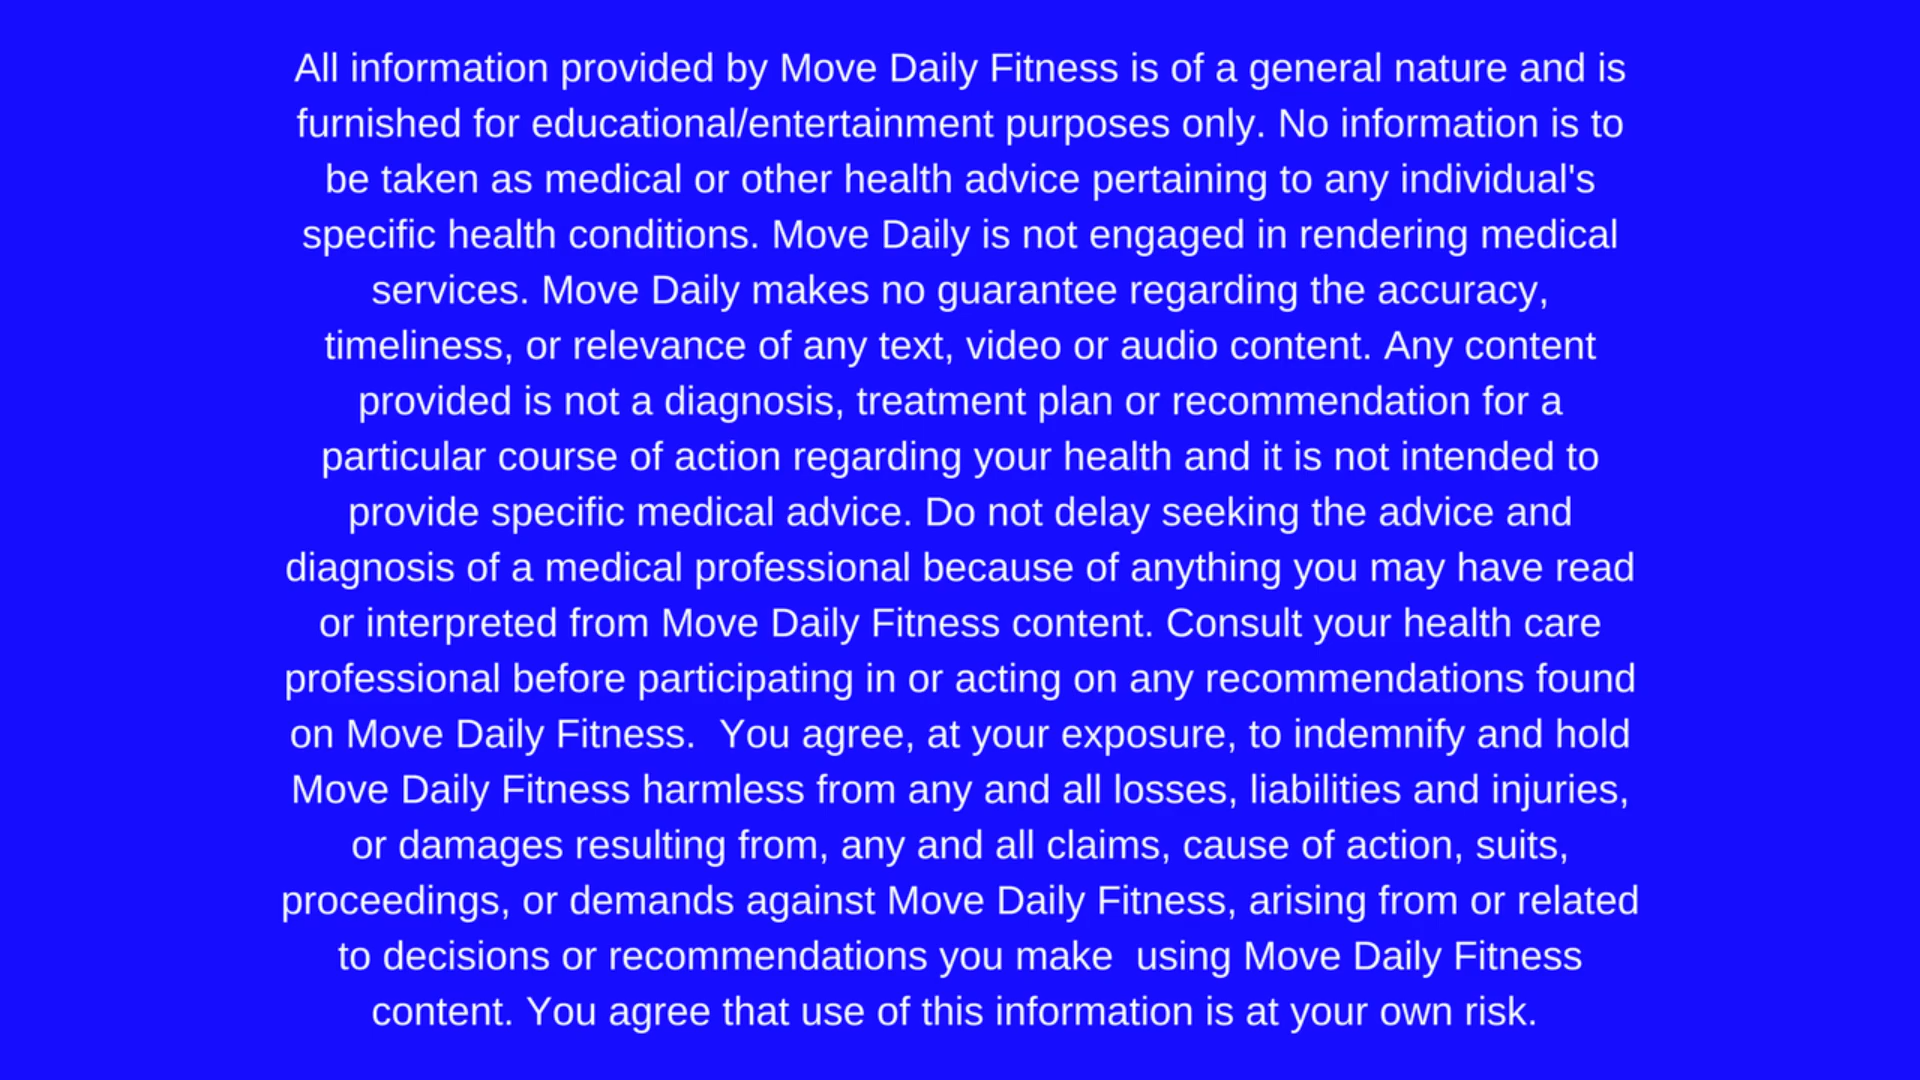 All information provided by Move Daily Fitness is of a general nature and is
furnished for educational/entertainment purposes only. No information is to
be taken as medical or other health advice pertaining to any individual's
specific health conditions. Move Daily is not engaged in rendering medical
services. Move Daily makes no guarantee regarding the accuracy,
timeliness, or relevance of any text, video or audio content. Any content
provided is not a diagnosis, treatment plan or recommendation for a
particular course of action regarding your health and it is not intended to
provide specific medical advice. Do not delay seeking the advice and
diagnosis of a medical professional because of anything you may have read
or interpreted from Move Daily Fitness content. Consult your health care
professional before participating in or acting on any recommendations found
on Move Daily Fitness.  You agree, at your exposure, to indemnify and hold
Move Daily Fitness harmless from any and all losses, liabilities and injuries,
or damages resulting from, any and all claims, cause of action, suits,
proceedings, or demands against Move Daily Fitness, arising from or related
to decisions or recommendations you make  using Move Daily Fitness
content. You agree that use of this information is at your own risk.